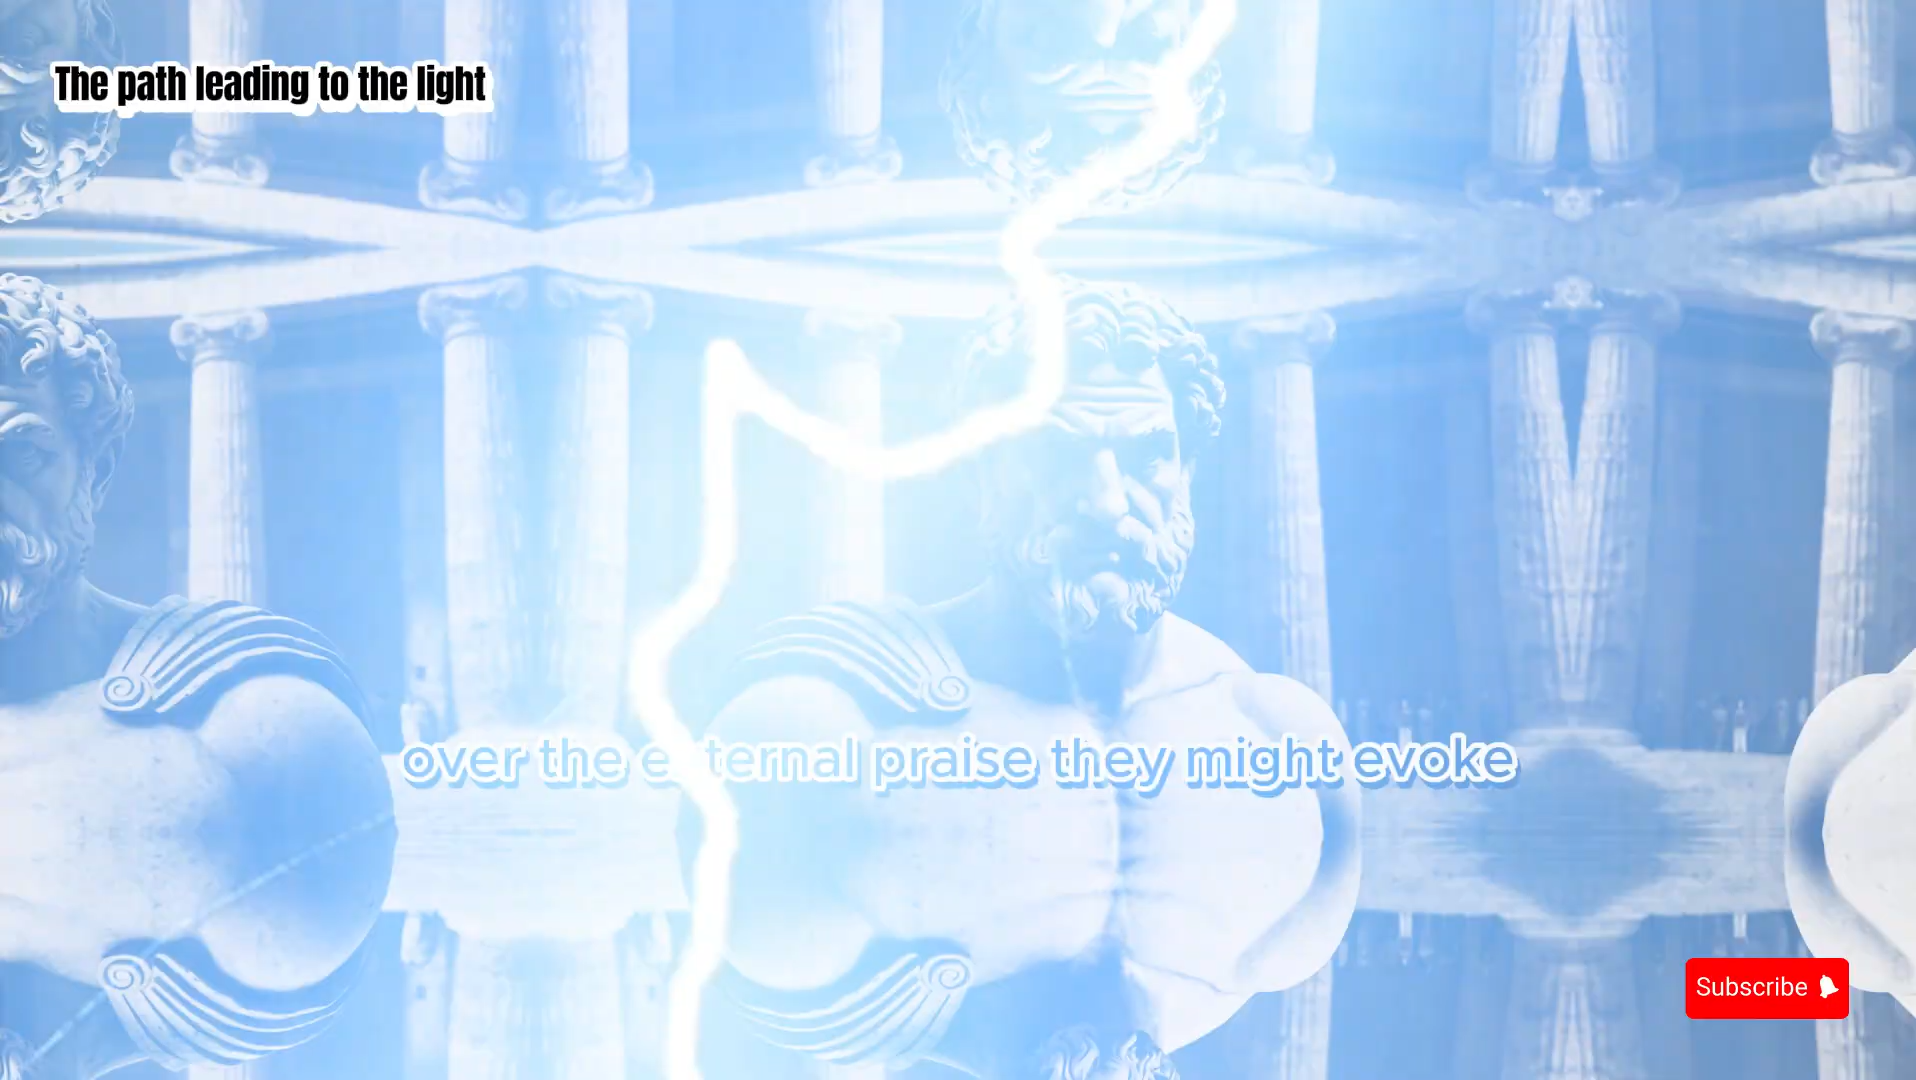 The path leading to the light
over the external praise they might evoke
Subscribe